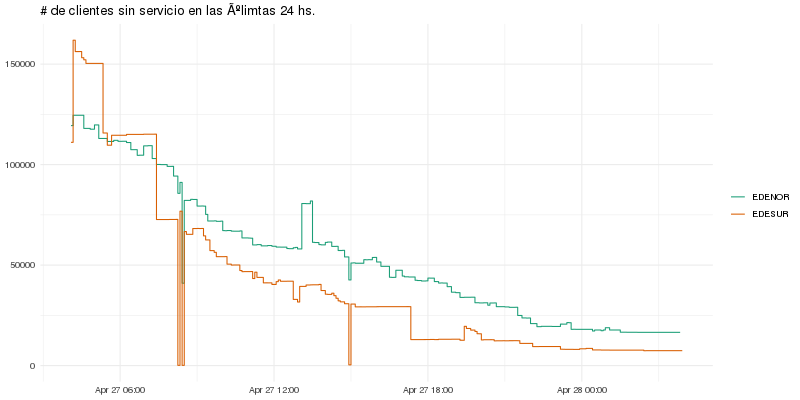 # de clientes sin servicio en las Ãºlimtas 24 hs.
150000
100000
50000
0
Apr 27 06:00
Apr 27 12:00
Apr 27 18:00
Apr 28 00:00
EDENOR
EDESUR